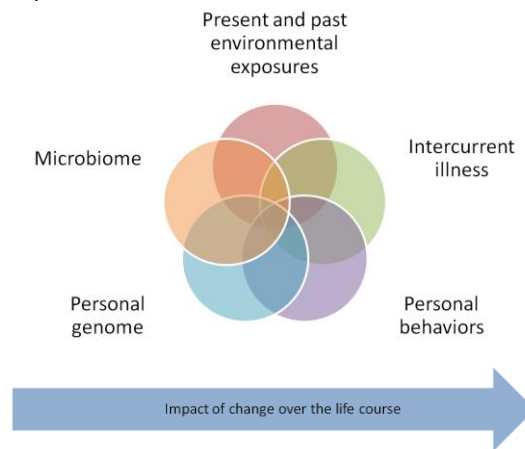 Present and past
environmental
exposures
Microbiome
Intercurrent
illness
Personal
genome
Personal
behaviors
Impact of change over the life course